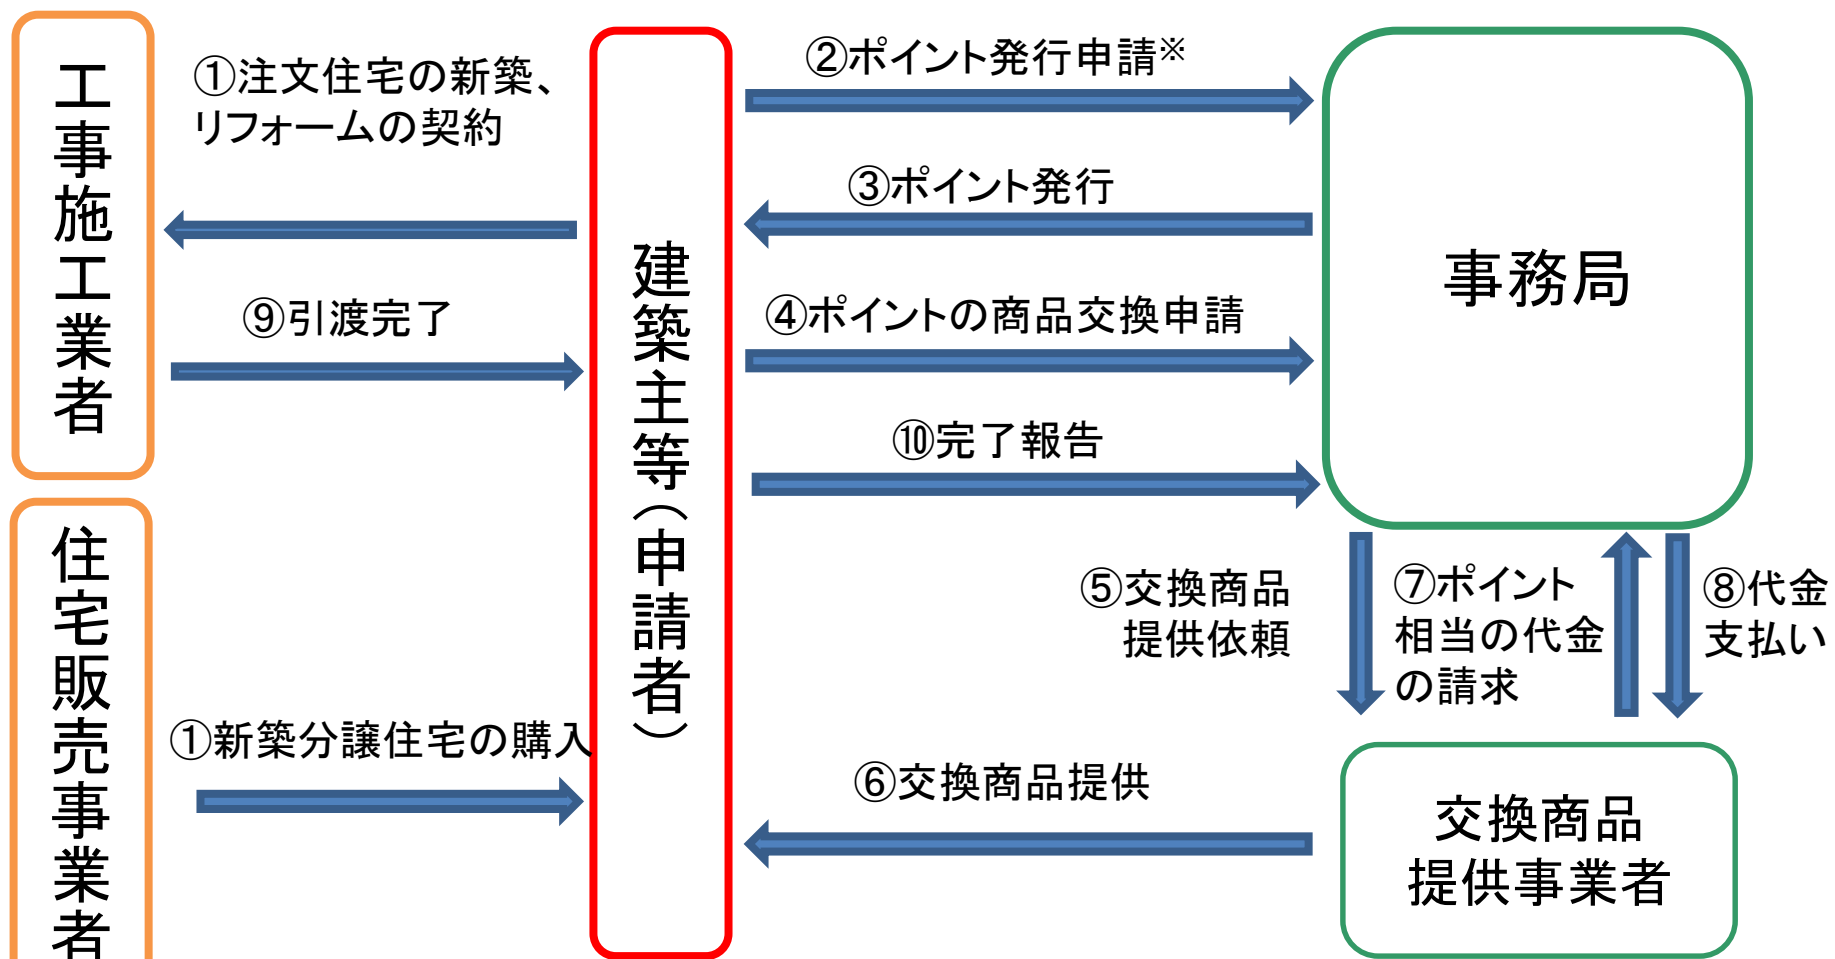 工事施工業者
①注文住宅の新築、
リフォームの契約
⑨引渡完了
住宅販売事業者
①新築分譲住宅の購入
建築主等(申請者)
②ポイント発行申請※
③ポイント発行
④ポイントの商品交換申請
⑩完了報告
事務局
⑤交換商品
提供依頼
⑦ポイント
相当の代金
の請求
⑧代金
支払い
⑥交換商品提供
交換商品
提供事業者